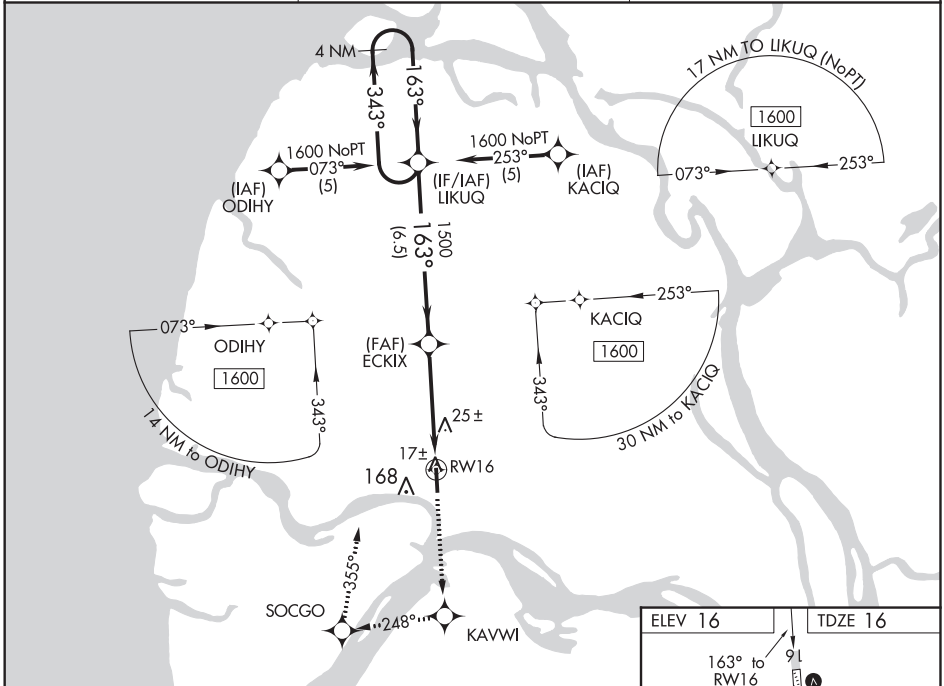 4 NM
163°
343°
17 NM TO LIKUQ (NoPT)
1600
LIKUQ
073°
253°
1600 NoPT
073°
(5)
(IAF)
ODIHY
1600 NoPT
253°
(5)
(IAF)
KACIQ
(IF/IAF)
LIKUQ
1500
163°
(6.5)
073°
ODIHY
1600
343°
14 NM to ODIHY
253°
KACIQ
1600
343°
30 NM to KACIQ
(FAF)
ECKIX
25 ±
17±
RW16
168
355°
SOCGO
248°
KAVWI
ELEV 16
TDZE 16
163° to
RW16
16
A